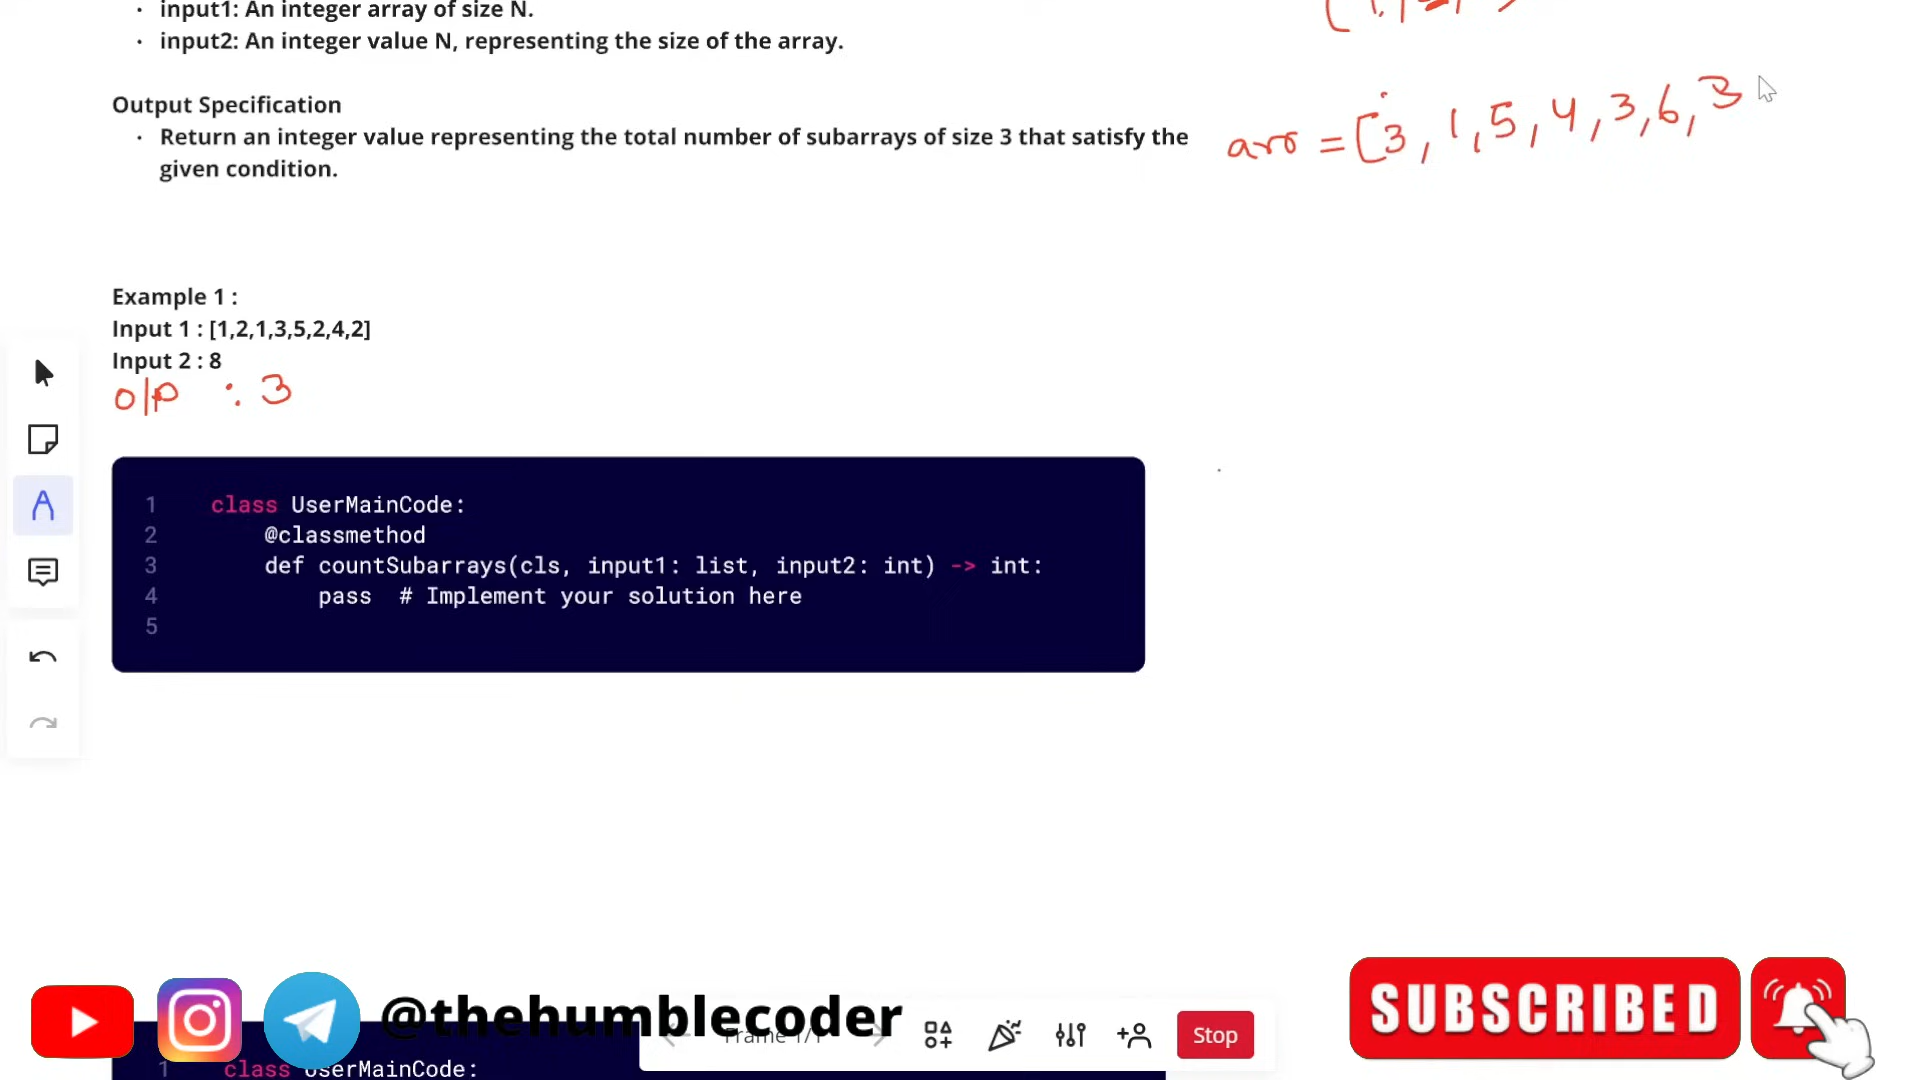 · input1: An integer array of size N.
· input2: An integer value N, representing the size of the array.
Output Specification
· Return an integer value representing the total number of subarrays of size 3 that satisfy the
given condition.
arr = [3, 1, 5, 4, 3, 6, 3
Example 1 :
Input 1 : [1,2,1,3,5,2,4,2]
Input 2 : 8
O/P : 3
1 class UserMainCode:
2 @classmethod
3 def countSubarrays(cls, input1: list, input2: int) -> int:
4 pass # Implement your solution here
5
@thehumblecoder
Frame 1/1
Stop
SUBSCRIBED
1 class UserMainCode: